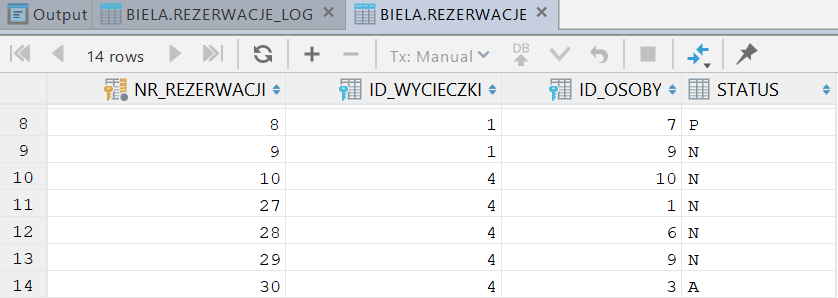 Output BIELA.REZERWACJE_LOG BIELA.REZERWACJE
14 rows Tx: Manual DB
NR_REZERWACJI ID_WYCIECZKI ID_OSOBY STATUS
8 8 1 7 P
9 9 1 9 N
10 10 4 10 N
11 27 4 1 N
12 28 4 6 N
13 29 4 9 N
14 30 4 3 A